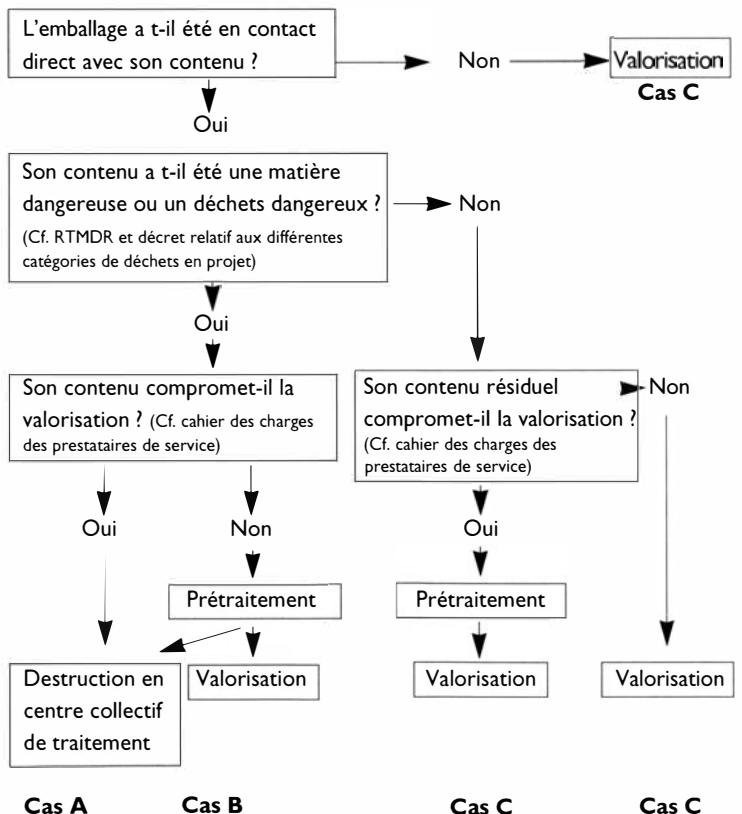 L'emballage a t-il été en contact
direct avec son contenu ?
Non
Valorisation
Cas C
Oui
Son contenu a t-il été une matière
dangereuse ou un déchets dangereux ?
(Cf. RTMDR et décret relatif aux différentes
catégories de déchets en projet)
Non
Oui
Son contenu compromet-il la
valorisation ? (Cf. cahier des charges
des prestataires de service)
Son contenu résiduel
compromet-il la valorisation ?
(Cf. cahier des charges des
prestataires de service)
Non
Oui
Non
Oui
Prétraitement
Prétraitement
Destruction en
centre collectif
de traitement
Valorisation
Valorisation
Valorisation
Cas A
Cas B
Cas C
Cas C